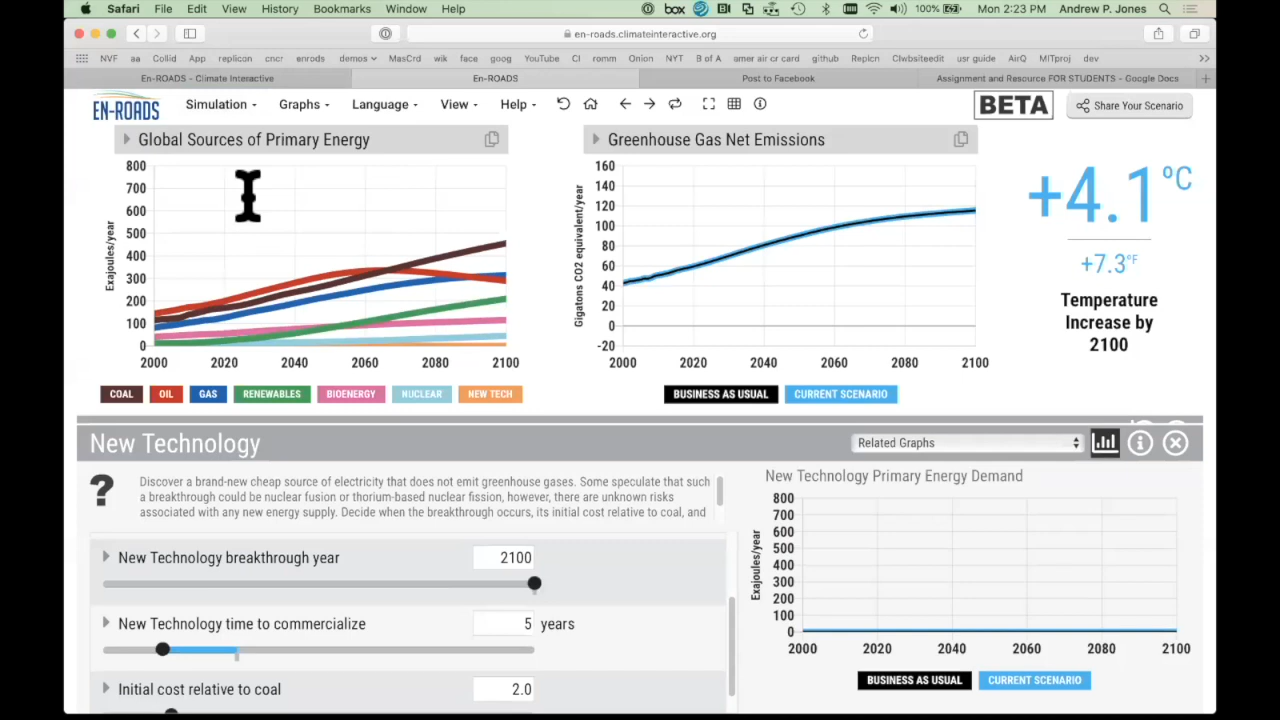 Safari File Edit View History Bookmarks Window Help box 100% Mon 2:23 PM Andrew P. Jones
en-roads.climateinteractive.org
NVF aa Collid App replicon cncr enrods demos MasCrd wik face goog YouTube CI romm Onion NYT B of A amer air or card github Replcn Clwbsiteedit usr guide AirQ MITproj dev
En-ROADS - Climate Interactive En-ROADS Post to Facebook Assignment and Resource FOR STUDENTS - Google Docs
EN-ROADS Simulation Graphs Language View Help BETA Share Your Scenario
Global Sources of Primary Energy
800
700
600
500
400
300
200
100
0
Exajoules/year
2000 2020 2040 2060 2080 2100
COAL OIL GAS RENEWABLES BIOENERGY NUCLEAR NEW TECH
Greenhouse Gas Net Emissions
160
140
120
100
80
60
40
20
0
-20
Gigatons CO2 equivalent/year
2000 2020 2040 2060 2080 2100
BUSINESS AS USUAL CURRENT SCENARIO
+4.1 ºC
+7.3°F
Temperature
Increase by
2100
New Technology Related Graphs
Discover a brand-new cheap source of electricity that does not emit greenhouse gases. Some speculate that such
a breakthrough could be nuclear fusion or thorium-based nuclear fission, however, there are unknown risks
associated with any new energy supply. Decide when the breakthrough occurs, its initial cost relative to coal, and
New Technology breakthrough year 2100
New Technology time to commercialize 5 years
Initial cost relative to coal 2.0
New Technology Primary Energy Demand
800
700
600
500
400
300
200
100
0
Exajoules/year
2000 2020 2040 2060 2080 2100
BUSINESS AS USUAL CURRENT SCENARIO